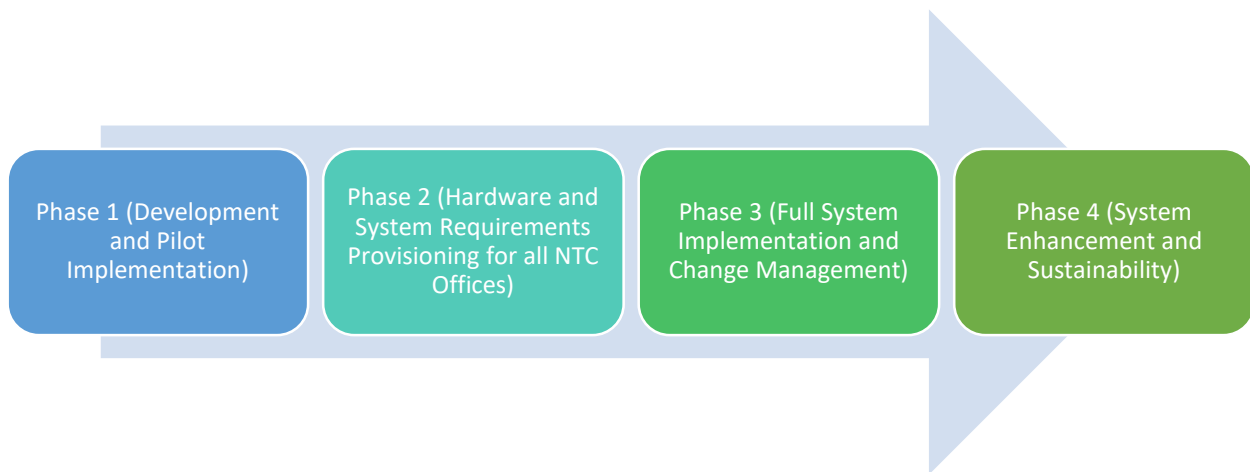 Phase 1 (Development
and Pilot
Implementation)
Phase 2 (Hardware and
System Requirements
Provisioning for all NTC
Offices)
Phase 3 (Full System
Implementation and
Change Management)
Phase 4 (System
Enhancement and
Sustainability)